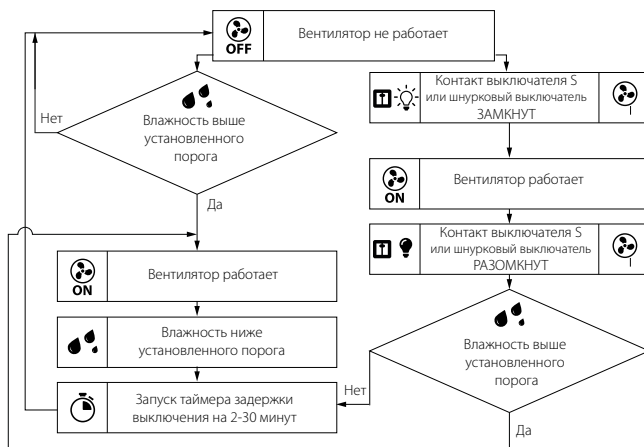 OFF
Вентилятор не работает
Нет
Влажность выше
установленного
порога
Да
ON
Вентилятор работает
Влажность ниже
установленного порога
Запуск таймера задержки
выключения на 2-30 минут
Контакт выключателя S
или шнурковый выключатель
ЗАМКНУТ
ON
Вентилятор работает
Контакт выключателя S
или шнурковый выключатель
РАЗОМКНУТ
Влажность выше
установленного
порога
Нет
Да